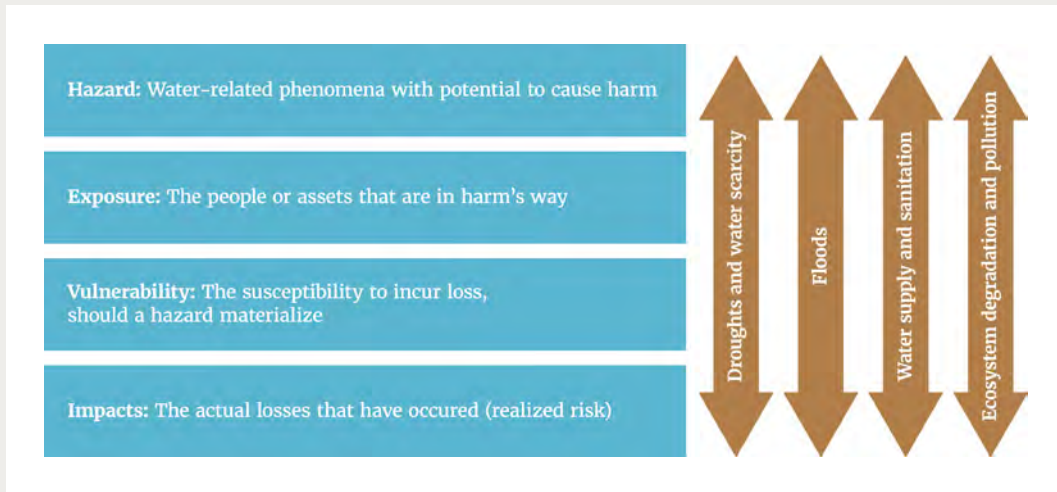 Hazard: Water-related phenomena with potential to cause harm
Exposure: The people or assets that are in harm’s way
Vulnerability: The susceptibility to incur loss,
should a hazard materialize
Impacts: The actual losses that have occured (realized risk)
Droughts and water scarcity
Floods
Water supply and sanitation
Ecosystem degradation and pollution